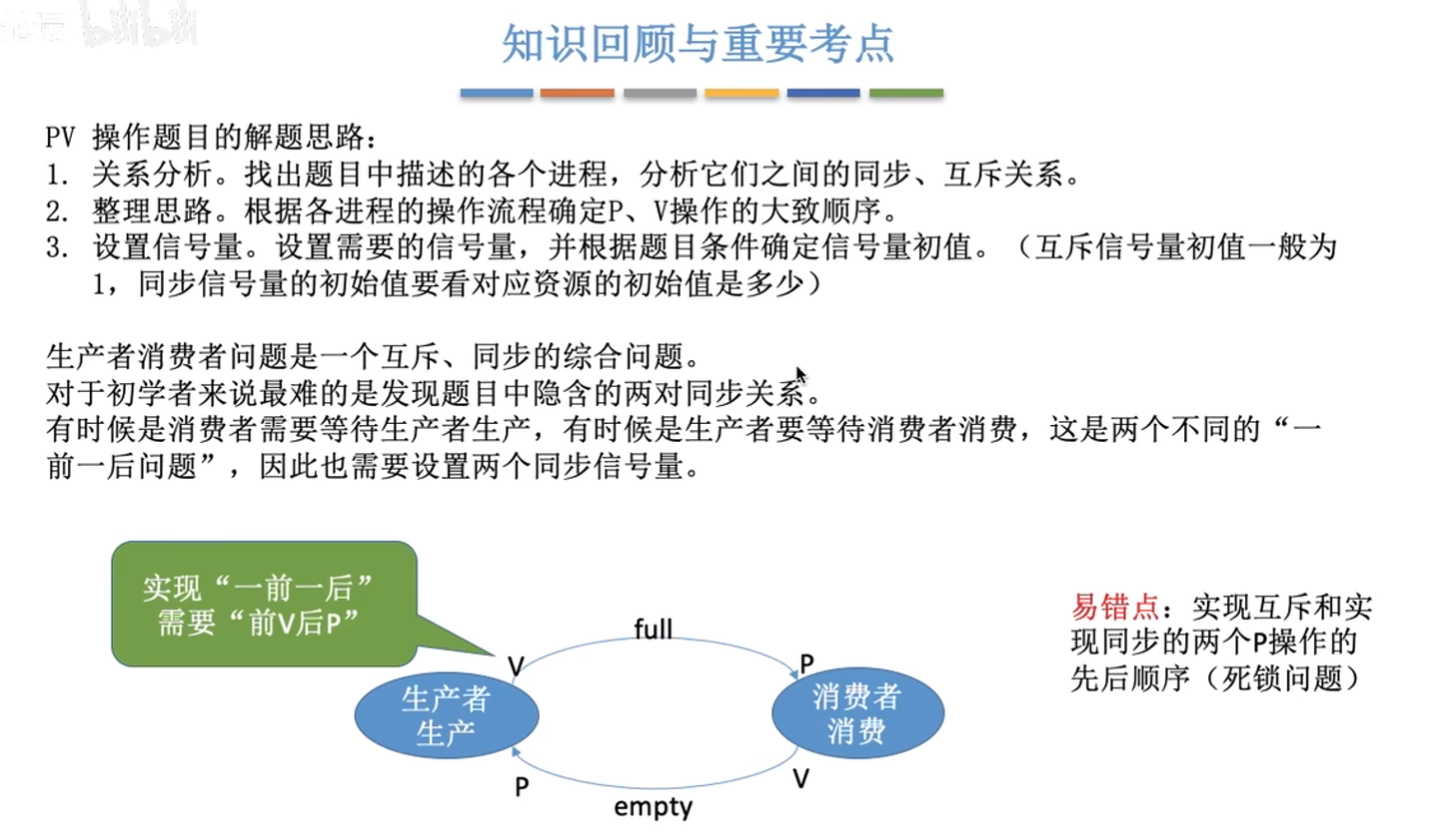 论坛 bilibili
知识回顾与重要考点
PV 操作题目的解题思路：
1. 关系分析。找出题目中描述的各个进程，分析它们之间的同步、互斥关系。
2. 整理思路。根据各进程的操作流程确定P、V操作的大致顺序。
3. 设置信号量。设置需要的信号量，并根据题目条件确定信号量初值。（互斥信号量初值一般为
1，同步信号量的初始值要看对应资源的初始值是多少）
生产者消费者问题是一个互斥、同步的综合问题。
对于初学者来说最难的是发现题目中隐含的两对同步关系。
有时候是消费者需要等待生产者生产，有时候是生产者要等待消费者消费，这是两个不同的“一
前一后问题”，因此也需要设置两个同步信号量。
实现“一前一后”
需要“前V后P”
full
V
P
生产者
生产
消费者
消费
P
V
empty
易错点：实现互斥和实
现同步的两个P操作的
先后顺序（死锁问题）